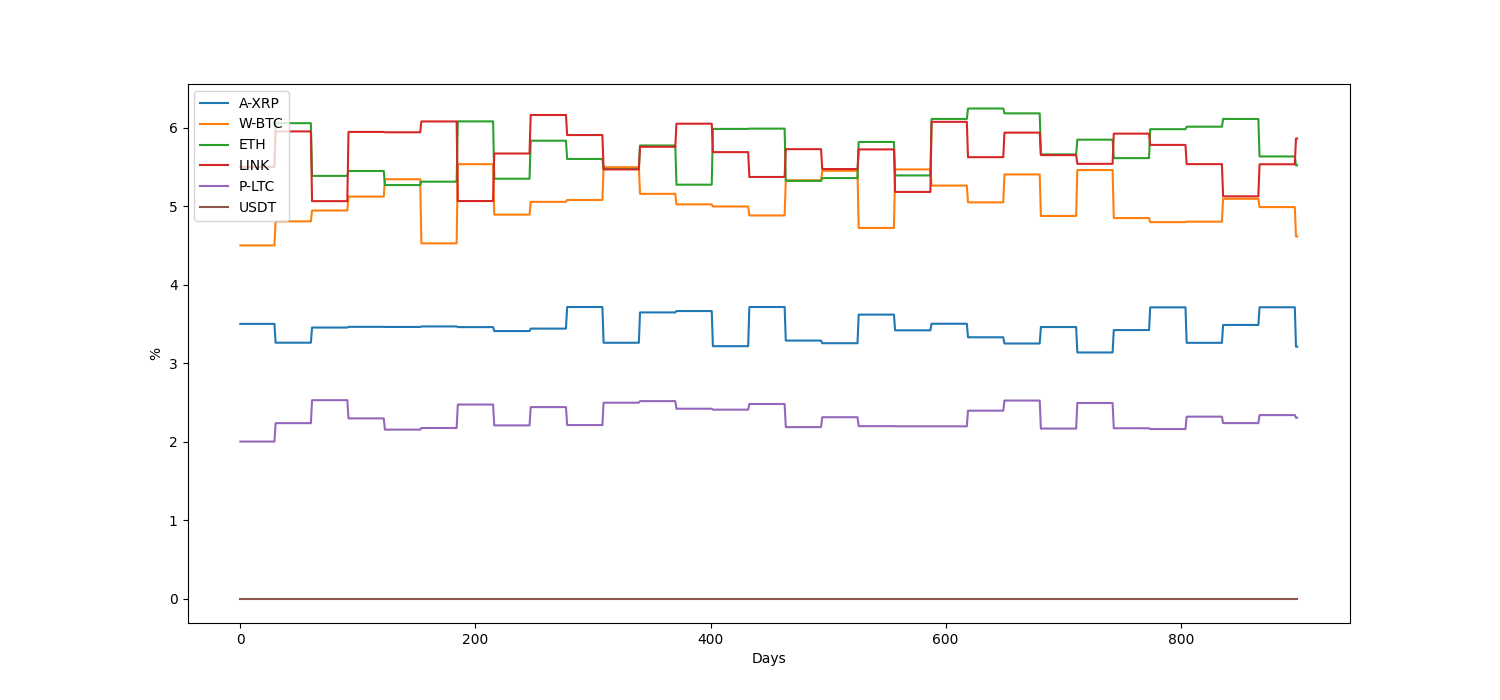 A-XRP
W-BTC
ETH
LINK
P-LTC
USDT
6
5
4
3
2
1
0
%
0 200 400 600 800
Days